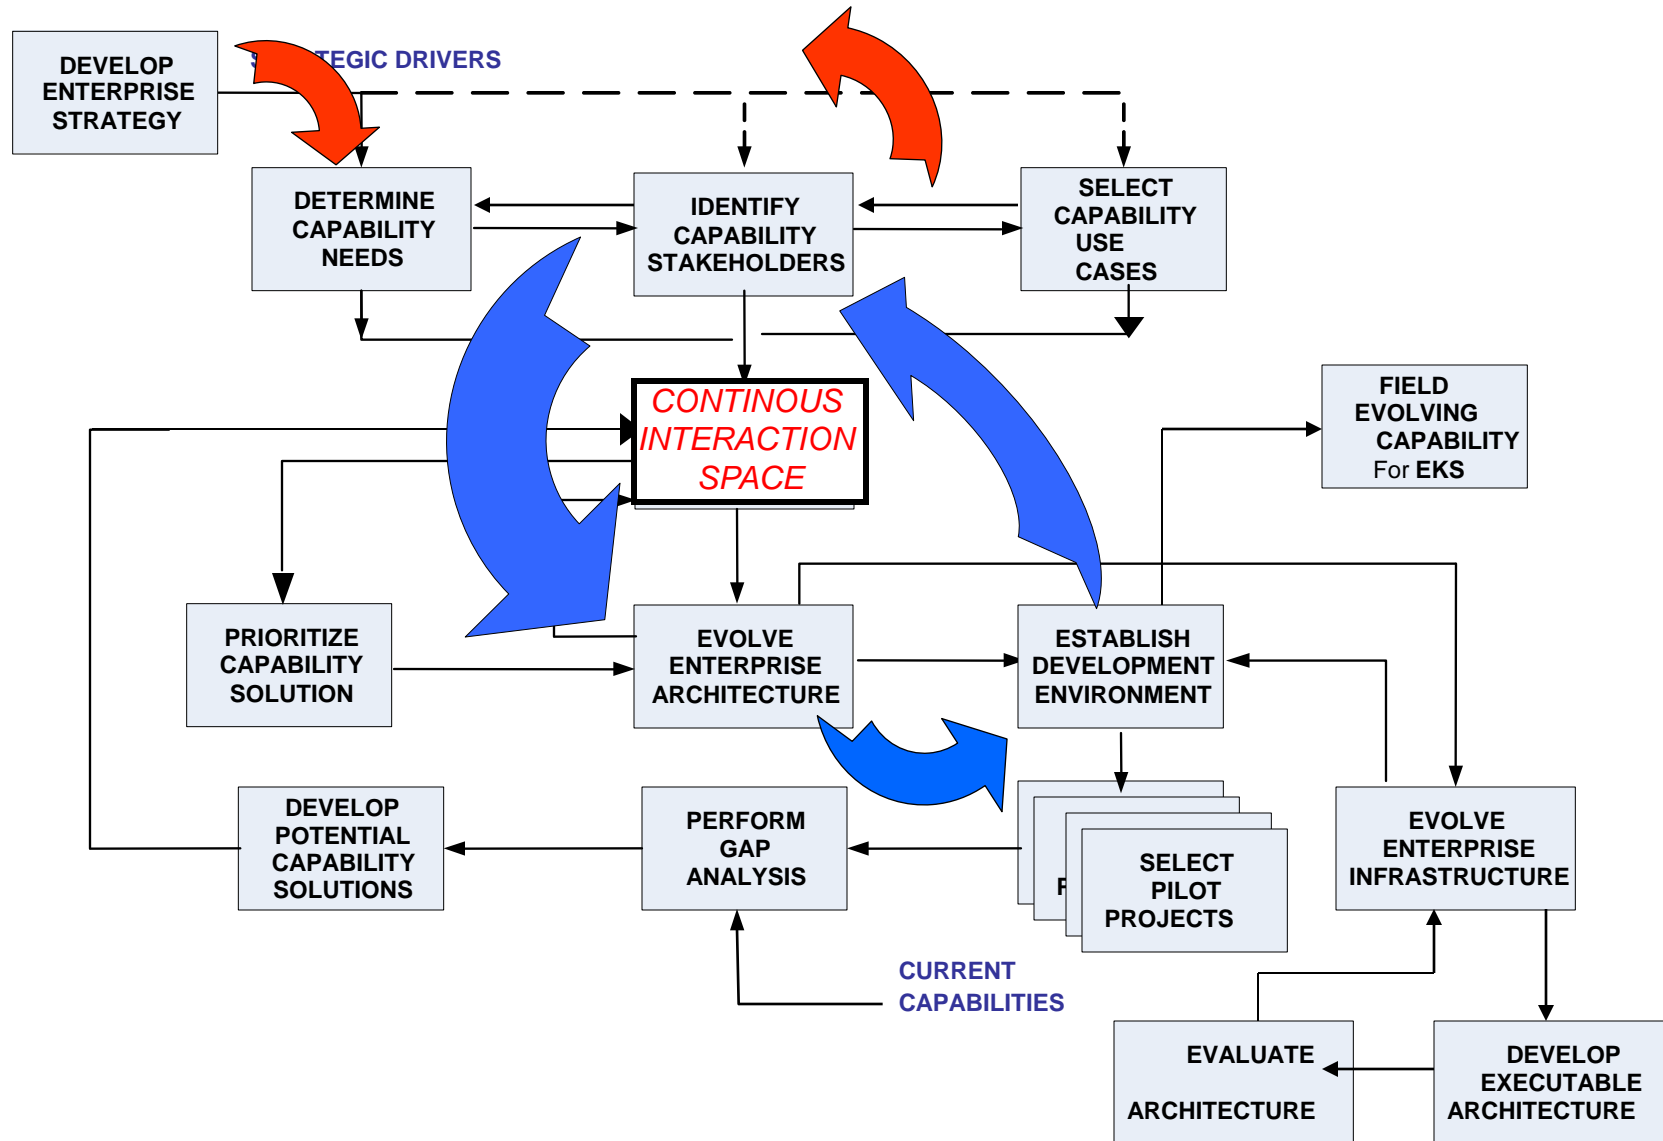 DEVELOP
ENTERPRISE
STRATEGY
TEGIC DRIVERS
DETERMINE
CAPABILITY
NEEDS
IDENTIFY
CAPABILITY
STAKEHOLDERS
SELECT
CAPABILITY
USE
CASES
CONTINOUS
INTERACTION
SPACE
FIELD
EVOLVING
CAPABILITY
For EKS
PRIORITIZE
CAPABILITY
SOLUTION
EVOLVE
ENTERPRISE
ARCHITECTURE
ESTABLISH
DEVELOPMENT
ENVIRONMENT
DEVELOP
POTENTIAL
CAPABILITY
SOLUTIONS
PERFORM
GAP
ANALYSIS
SELECT
PILOT
PROJECTS
EVOLVE
ENTERPRISE
INFRASTRUCTURE
CURRENT
CAPABILITIES
EVALUATE
ARCHITECTURE
DEVELOP
EXECUTABLE
ARCHITECTURE